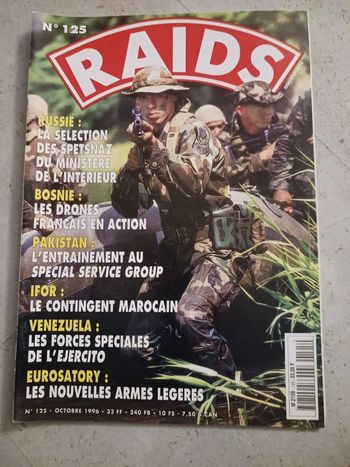 N° 125
RAIDS
RUSSIE :
LA SELECTION
DES SPETSNAZ
DU MINISTERE
DE L'INTERIEUR
BOSNIE :
LES DRONES
FRANÇAIS EN ACTION
PAKISTAN :
L'ENTRAINEMENT AU
SPECIAL SERVICE GROUP
IFOR :
LE CONTINGENT MAROCAIN
VENEZUELA :
LES FORCES SPECIALES
DE L'EJERCITO
EUROSATORY :
LES NOUVELLES ARMES LEGERES
N° 125 - OCTOBRE 1996 - 33 FF - 240 FB - 10 FS - 7,50 $ CAN